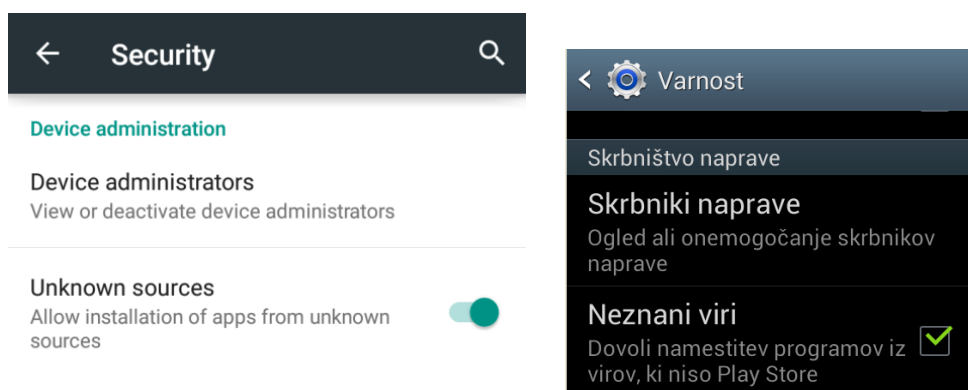 Security
Device administration
Device administrators
View or deactivate device administrators
Unknown sources
Allow installation of apps from unknown
sources
Varnost
Skrbništvo naprave
Skrbniki naprave
Ogled ali onemogočanje skrbnikov
naprave
Neznani viri
Dovoli namestitev programov iz
virov, ki niso Play Store